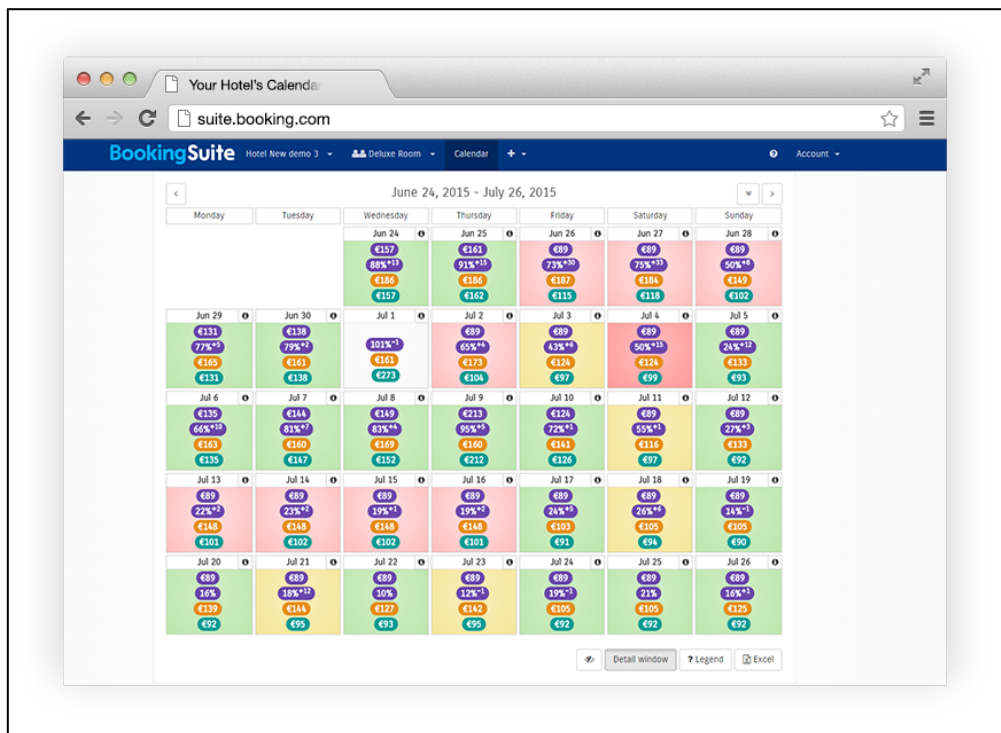 Your Hotel's Calenda
suite.booking.com
BookingSuite Hotel New demo 3 Deluxe Room Calendar + Account
June 24, 2015 - July 26, 2015
Monday Tuesday Wednesday Thursday Friday Saturday Sunday
Jun 24 Jun 25 Jun 26 Jun 27 Jun 28
€157 €161 €89 €89 €89
88%+13 91%+15 73%+30 75%+33 50%+8
€186 €186 €187 €184 €149
€157 €162 €115 €118 €102
Jun 29 Jun 30 Jul 1 Jul 2 Jul 3 Jul 4 Jul 5
€131 €138 €89 €89 €89 €89
77%+5 79%+2 101%-1 65%+4 43%+6 50%+15 24%+12
€165 €161 €161 €173 €124 €124 €133
€131 €138 €273 €104 €97 €99 €93
Jul 6 Jul 7 Jul 8 Jul 9 Jul 10 Jul 11 Jul 12
€135 €144 €149 €213 €124 €89 €89
66%+10 81%+7 83%+4 95%+5 72%+1 55%+1 27%+3
€163 €160 €169 €160 €141 €116 €133
€135 €147 €152 €212 €126 €97 €92
Jul 13 Jul 14 Jul 15 Jul 16 Jul 17 Jul 18 Jul 19
€89 €89 €89 €89 €89 €89 €89
22%+2 23%+2 19%+1 19%+2 24%+5 26%+6 14%-1
€148 €148 €148 €148 €103 €105 €105
€101 €102 €102 €101 €91 €94 €90
Jul 20 Jul 21 Jul 22 Jul 23 Jul 24 Jul 25 Jul 26
€89 €89 €89 €89 €89 €89 €89
16% 18%+12 10% 12%-1 19%-1 21% 16%+1
€139 €144 €127 €142 €105 €105 €125
€92 €95 €93 €95 €92 €92 €92
Detail window ? Legend Excel